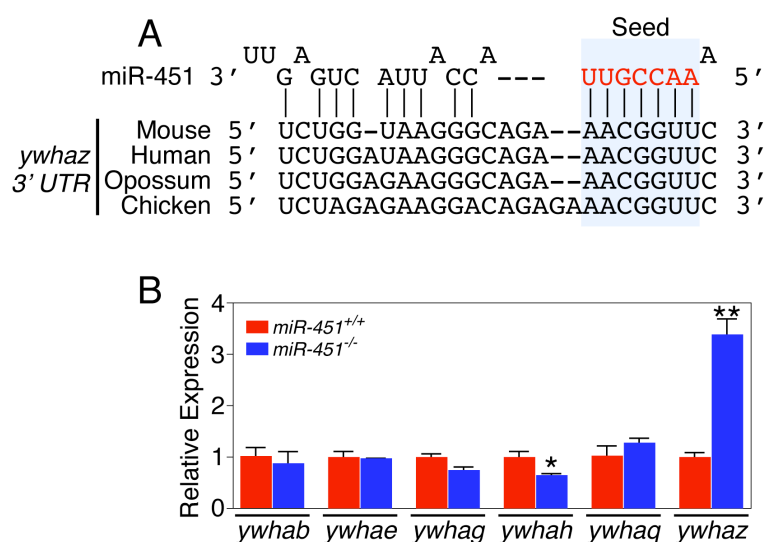 A
Seed
UU A A A A
miR-451 3′ G GUC AUU CC --- UUGCCAA 5′
Mouse 5′ UCUGG-UAAGGGCAGA--AACGGUUC 3′
Human 5′ UCUGGAUAAGGGCAGA--AACGGUUC 3′
Opossum 5′ UCUGGAGAAGGGCAGA--AACGGUUC 3′
Chicken 5′ UCUAGAGAAGGACAGAGAAACGGUUC 3′
ywhaz
3′ UTR
B
Relative Expression
4
3
2
1
0
miR-451+/+
miR-451-/-
*
**
ywhab ywhae ywhag ywhah ywhaq ywhaz